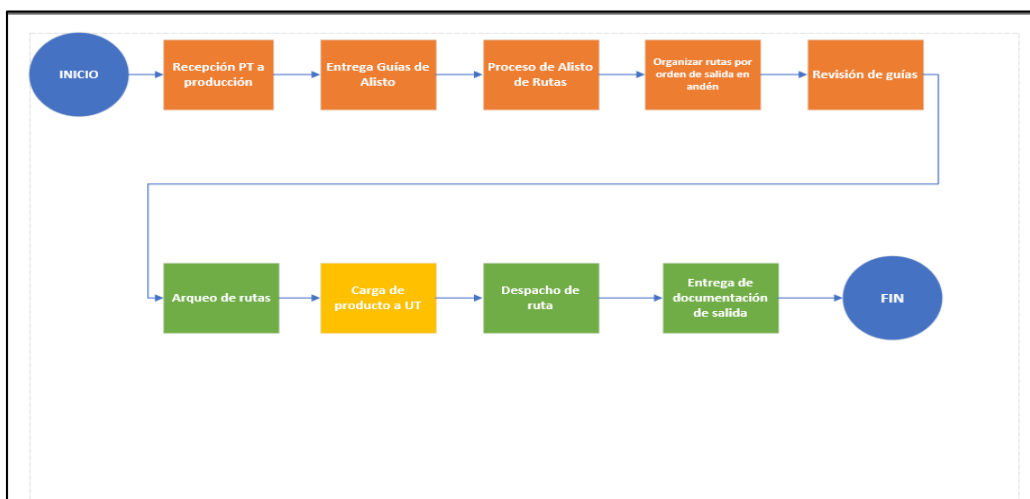 INICIO
Recepción PT a
producción
Entrega Guías de
Alisto
Proceso de Alisto
de Rutas
Organizar rutas por
orden de salida en
andén
Revisión de guías
Arqueo de rutas
Carga de
producto a UT
Despacho de
ruta
Entrega de
documentación
de salida
FIN